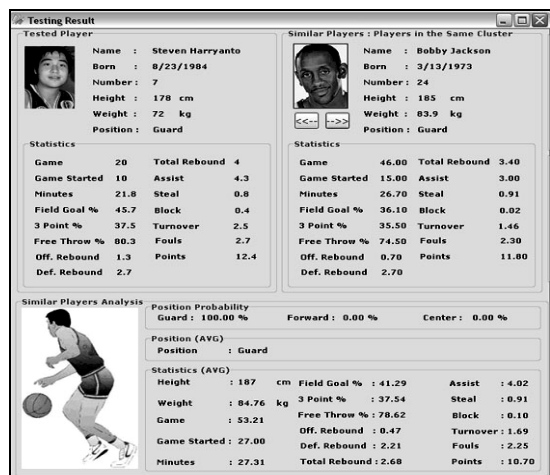 Testing Result
Tested Player
Name : Steven Harryanto
Born : 8/23/1984
Number : 7
Height : 178 cm
Weight : 72 kg
Position : Guard
Statistics
Game 20 Total Rebound 4
Game Started 10 Assist 4.3
Minutes 21.8 Steal 0.8
Field Goal % 45.7 Block 0.4
3 Point % 37.5 Turnover 2.5
Free Throw % 80.3 Fouls 2.7
Off. Rebound 1.3 Points 12.4
Def. Rebound 2.7
Similar Players : Players in the Same Cluster
Name : Bobby Jackson
Born : 3/13/1973
Number : 24
Height : 185 cm
Weight : 83.9 kg
Position : Guard
<<-- -->>
Statistics
Game 46.00 Total Rebound 3.40
Game Started 15.00 Assist 3.00
Minutes 26.70 Steal 0.91
Field Goal % 36.10 Block 0.02
3 Point % 35.50 Turnover 1.46
Free Throw % 74.50 Fouls 2.30
Off. Rebound 0.70 Points 11.80
Def. Rebound 2.70
Similar Players Analysis
Position Probability
Guard : 100.00 % Forward : 0.00 % Center : 0.00 %
Position (AVG)
Position : Guard
Statistics (AVG)
Height : 187 cm Field Goal % : 41.29 Assist : 4.02
Weight : 84.76 kg 3 Point % : 37.54 Steal : 0.91
Game : 53.21 Free Throw % : 78.62 Block : 0.10
Game Started : 27.00 Off. Rebound : 0.47 Turnover : 1.69
Minutes : 27.31 Def. Rebound : 2.21 Fouls : 2.25
Total Rebound : 2.68 Points : 10.70